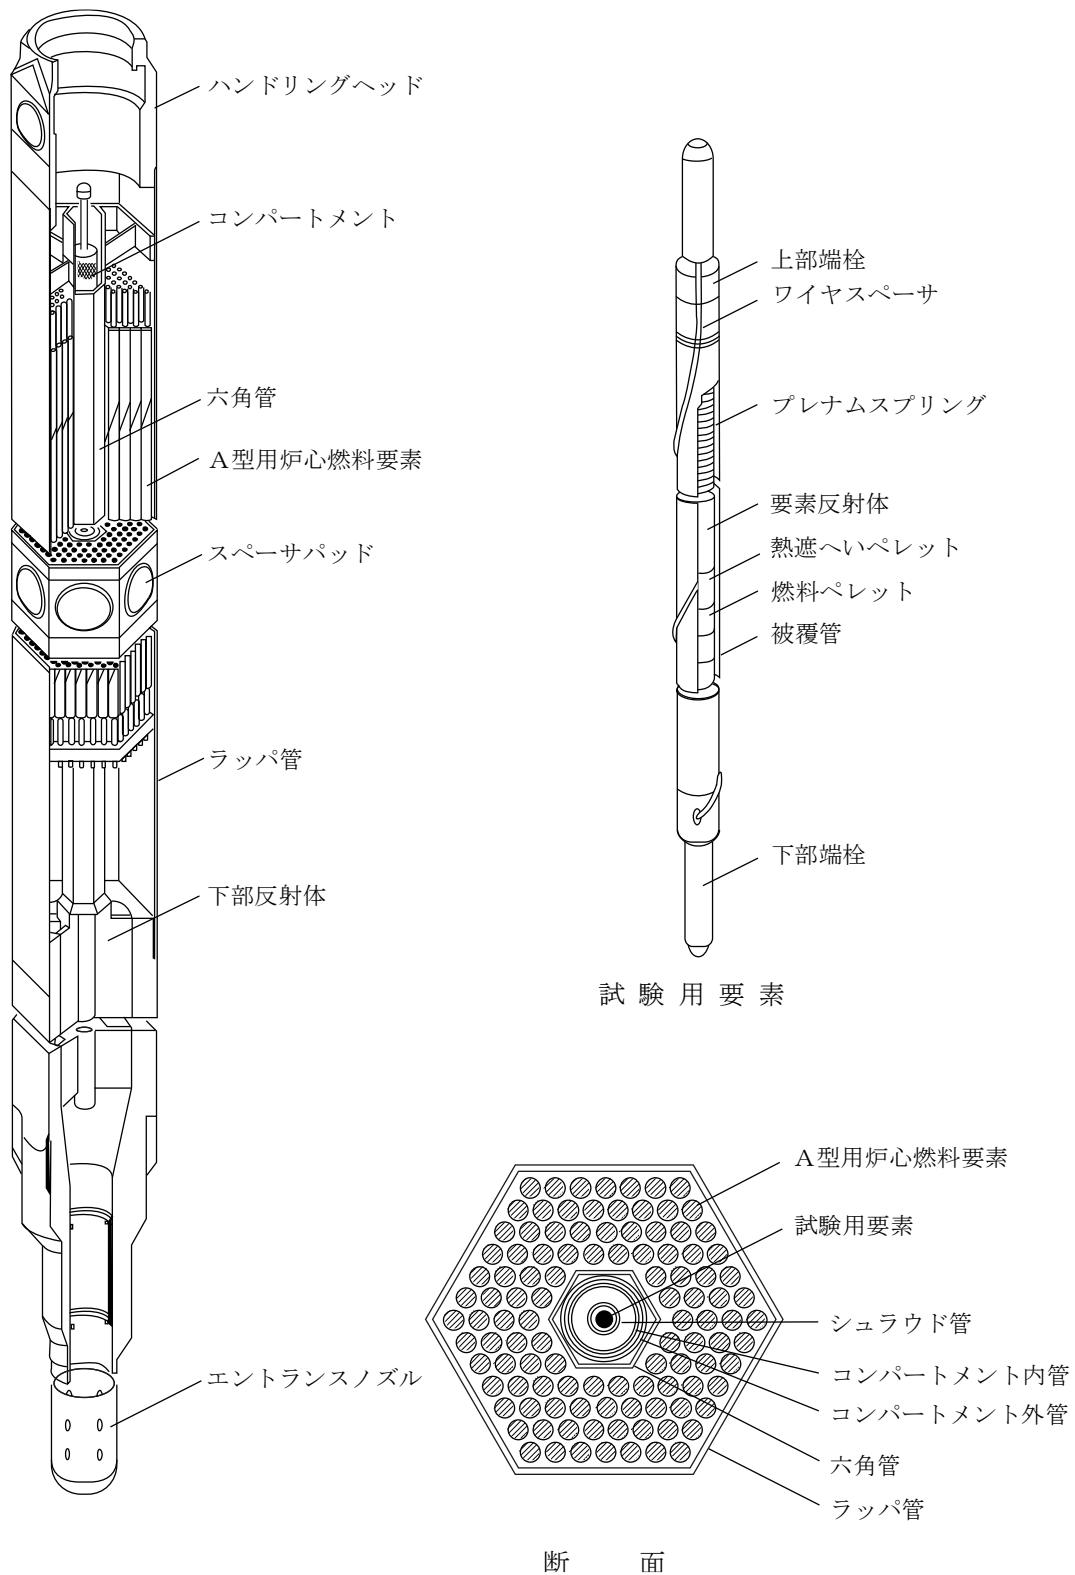 ハンドリングヘッド
コンパートメント
六角管
A型用炉心燃料要素
スペーサパッド
ラッパ管
下部反射体
エントランスノズル
上部端栓
ワイヤスペーサ
プレナムスプリング
要素反射体
熱遮へいペレット
燃料ペレット
被覆管
下部端栓
試験用要素
A型用炉心燃料要素
試験用要素
シュラウド管
コンパートメント内管
コンパートメント外管
六角管
ラッパ管
断 面